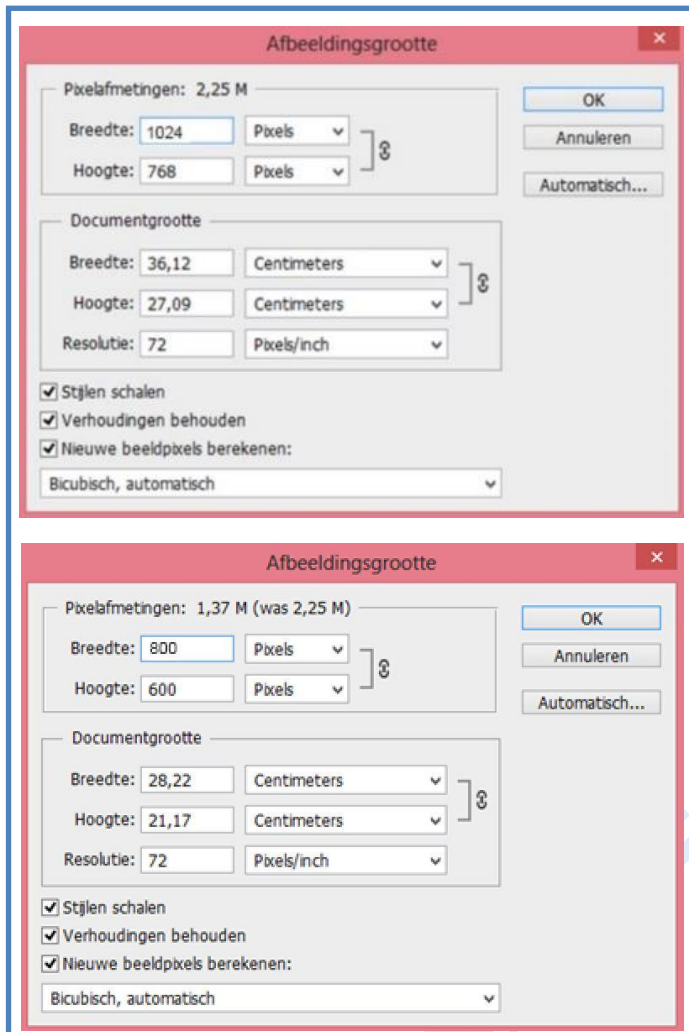 Afbeeldingsgrootte
Pixelafmetingen: 2,25 M
OK
Breedte: 1024 Pixels
Annuleren
Hoogte: 768 Pixels
Automatisch...
Documentgrootte
Breedte: 36,12 Centimeters
Hoogte: 27,09 Centimeters
Resolutie: 72 Pixels/inch
Stijlen schalen
Verhoudingen behouden
Nieuwe beeldpixels berekenen:
Bicubisch, automatisch
Afbeeldingsgrootte
Pixelafmetingen: 1,37 M (was 2,25 M)
OK
Breedte: 800 Pixels
Annuleren
Hoogte: 600 Pixels
Automatisch...
Documentgrootte
Breedte: 28,22 Centimeters
Hoogte: 21,17 Centimeters
Resolutie: 72 Pixels/inch
Stijlen schalen
Verhoudingen behouden
Nieuwe beeldpixels berekenen:
Bicubisch, automatisch